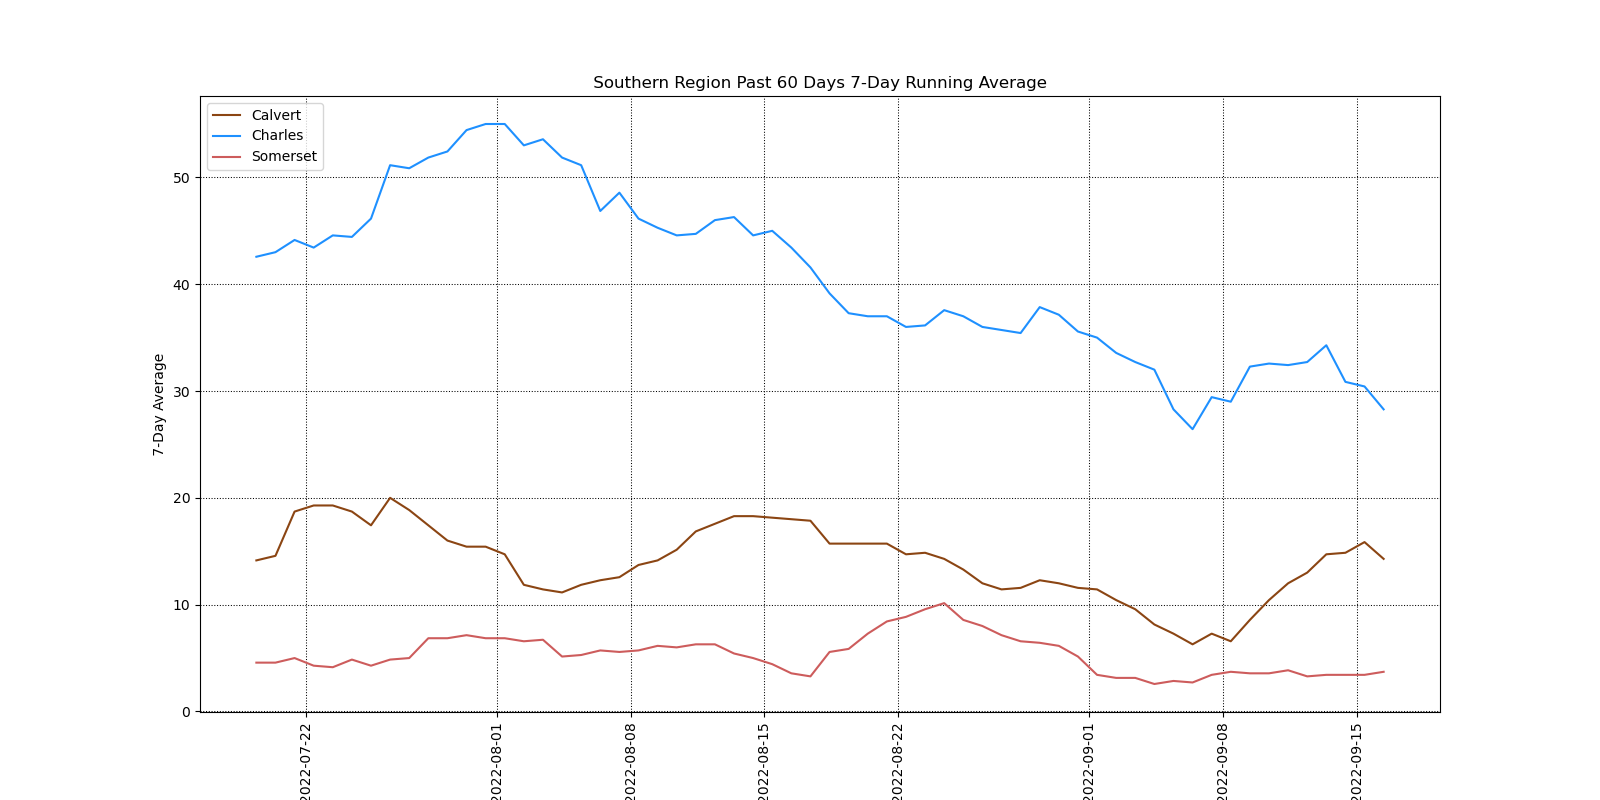 Southern Region Past 60 Days 7-Day Running Average
Calvert
Charles
Somerset
7-Day Average
50
40
30
20
10
0
2022-07-22
2022-08-01
2022-08-08
2022-08-15
2022-08-22
2022-09-01
2022-09-08
2022-09-15